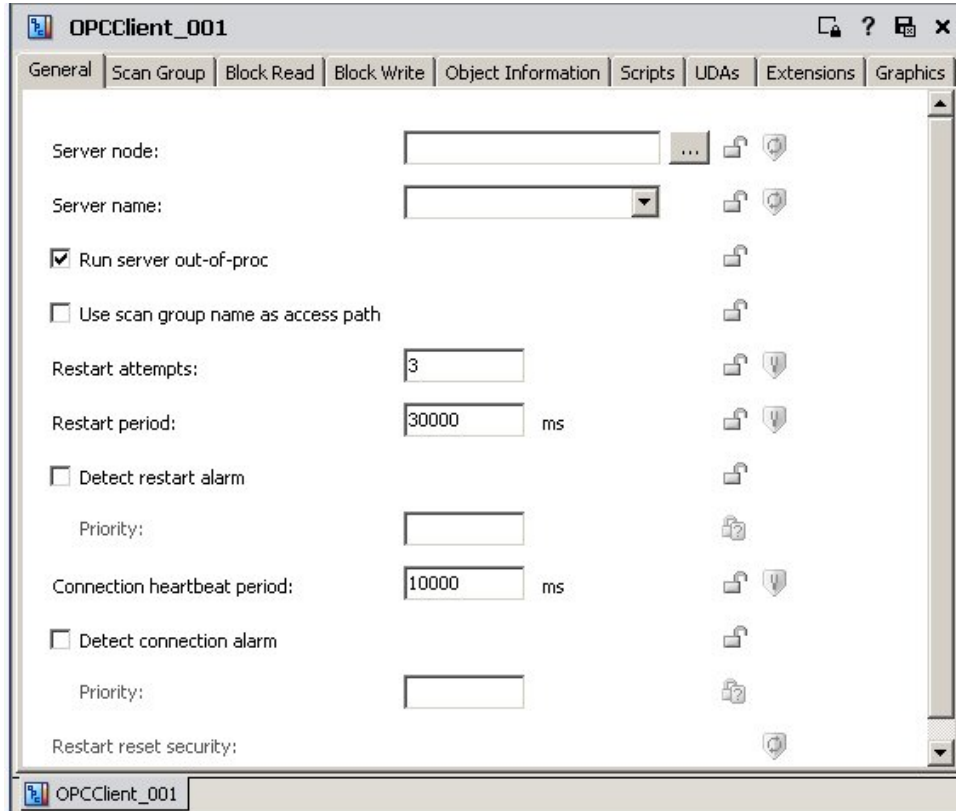 OPCClient_001
?
General Scan Group Block Read Block Write Object Information Scripts UDAs Extensions Graphics
Server node: ...
Server name:
Run server out-of-proc
Use scan group name as access path
Restart attempts: 3
Restart period: 30000 ms
Detect restart alarm
Priority:
Connection heartbeat period: 10000 ms
Detect connection alarm
Priority:
Restart reset security:
OPCClient_001